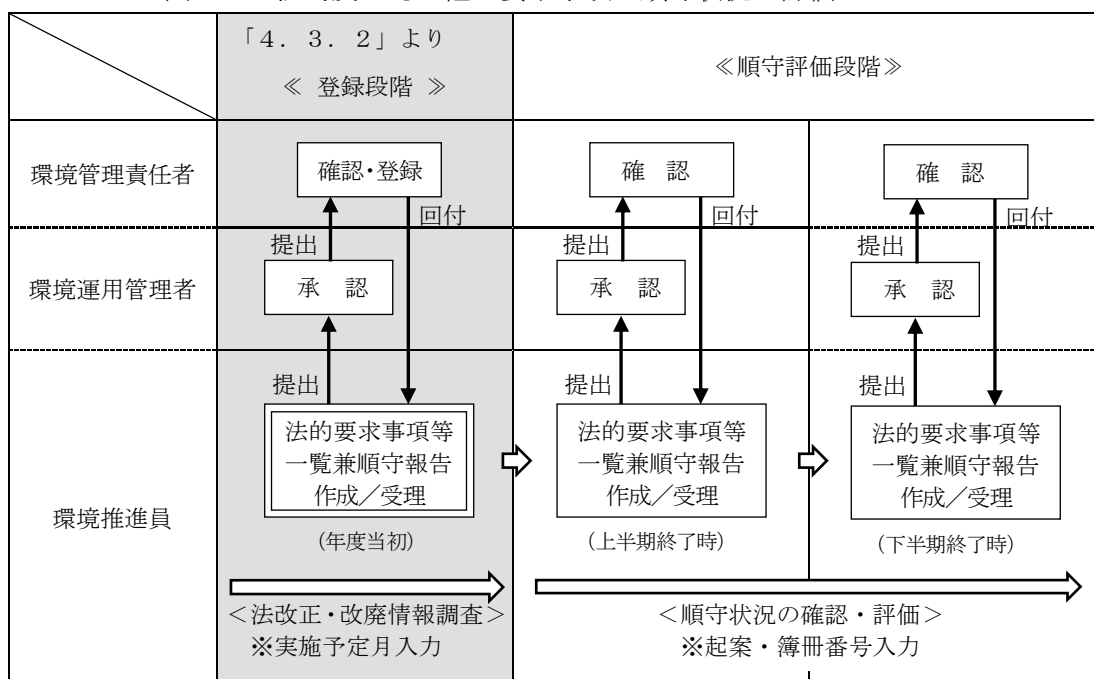 「4．3．2」より
≪ 登録段階 ≫
≪順守評価段階≫
環境管理責任者
確認・登録
確 認
確 認
回付
回付
回付
提出
提出
提出
環境運用管理者
承 認
承 認
承 認
提出
提出
提出
環境推進員
法的要求事項等
一覧兼順守報告
作成／受理
(年度当初)
法的要求事項等
一覧兼順守報告
作成／受理
(上半期終了時)
法的要求事項等
一覧兼順守報告
作成／受理
(下半期終了時)
＜法改正・改廃情報調査＞
※実施予定月入力
＜順守状況の確認・評価＞
※起案・簿冊番号入力